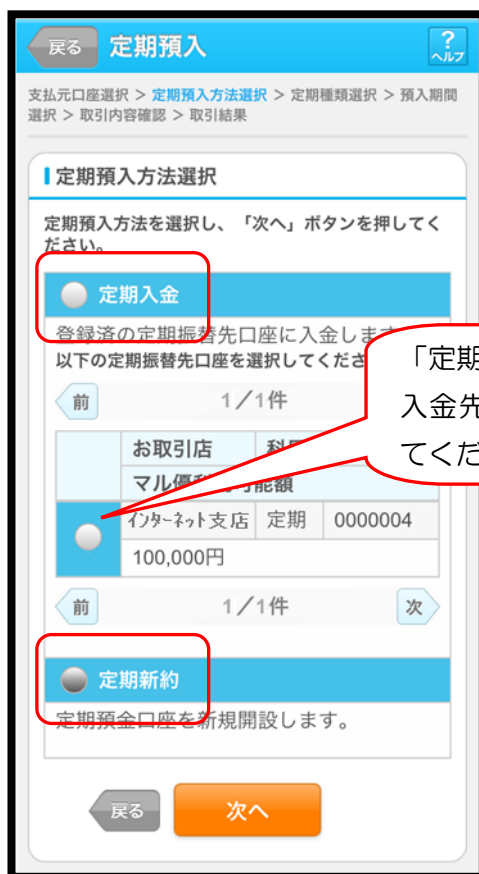 戻る 定期預入 ? ヘルプ
支払元口座選択 > 定期預入方法選択 > 定期種類選択 > 預入期間
選択 > 取引内容確認 > 取引結果
定期預入方法選択
定期預入方法を選択し、「次へ」ボタンを押してく
ださい。
定期入金
登録済の定期振替先口座に入金しま
以下の定期振替先口座を選択してくださ
「定期
入金先
てくだ
前 1/1件
お取引店 科
マル優
能額
インターネット支店 定期 0000004
100,000円
前 1/1件 次
定期新約
定期預金口座を新規開設します。
戻る 次へ